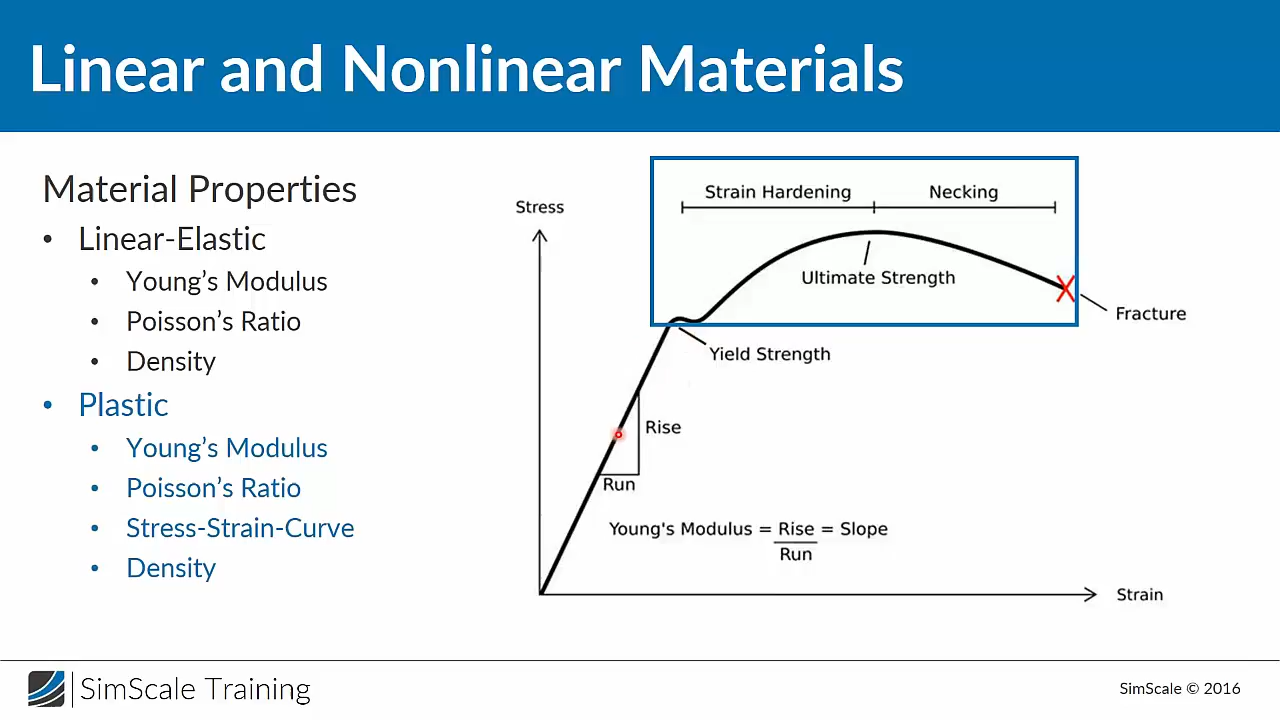 Linear and Nonlinear Materials
Material Properties
• Linear-Elastic
• Young's Modulus
• Poisson's Ratio
• Density
• Plastic
• Young's Modulus
• Poisson's Ratio
• Stress-Strain-Curve
• Density
Stress
Strain Hardening
Necking
Ultimate Strength
Fracture
Yield Strength
Rise
Run
Young's Modulus = Rise = Slope
Run
Strain
SimScale Training
SimScale © 2016